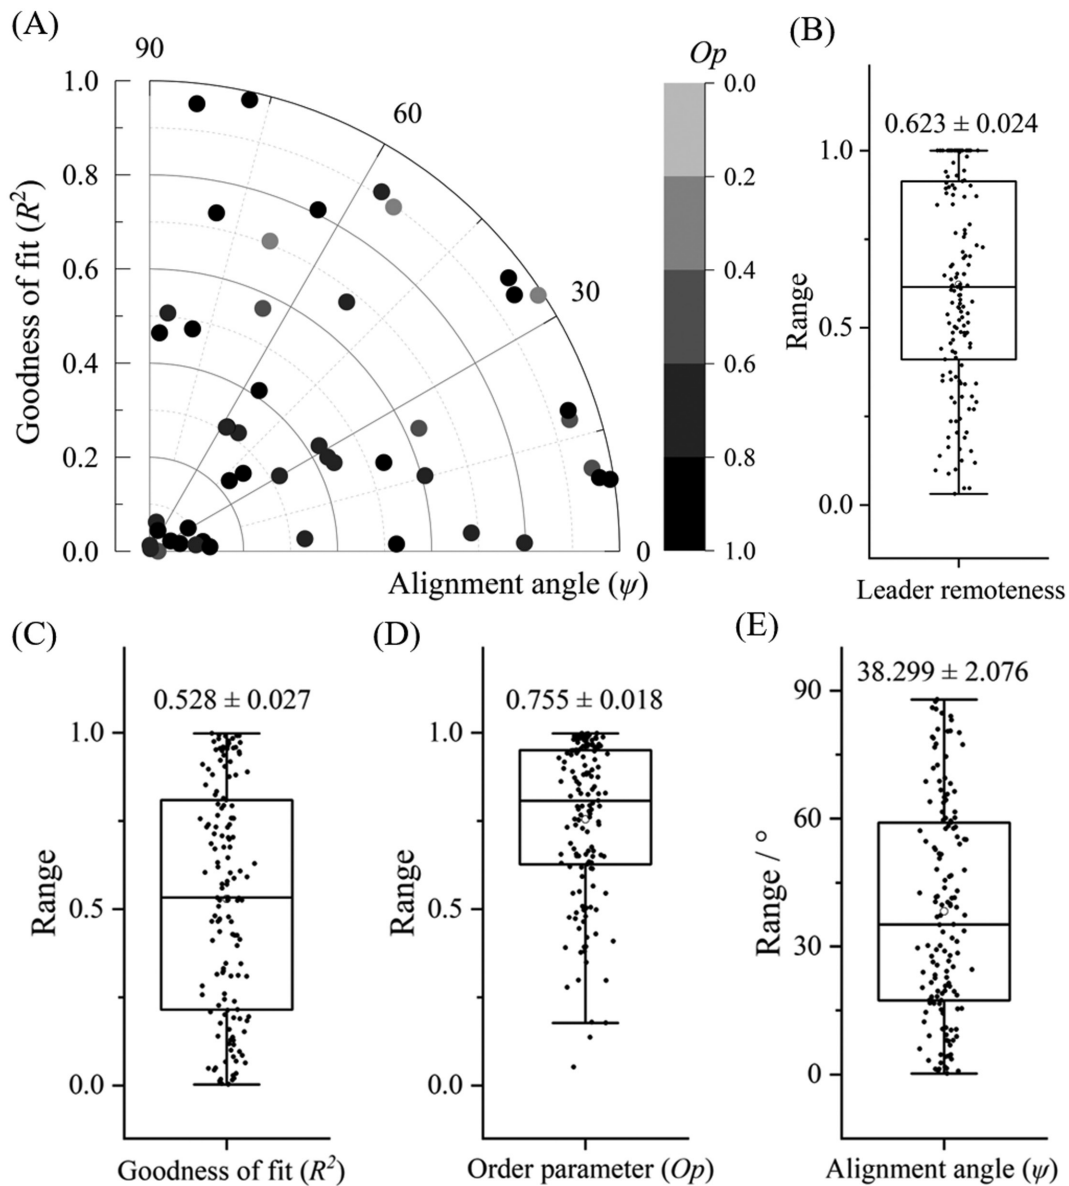 (A)
90
Op
60
30
0
1.0
0.8
0.6
0.4
0.2
0.0
Goodness of fit (R²)
Alignment angle (ψ)
0.0
0.2
0.4
0.6
0.8
1.0
(B)
0.623 ± 0.024
1.0
0.5
0.0
Range
Leader remoteness
(C)
0.528 ± 0.027
1.0
0.5
0.0
Range
Goodness of fit (R²)
(D)
0.755 ± 0.018
1.0
0.5
0.0
Range
Order parameter (Op)
(E)
38.299 ± 2.076
90
60
30
0
Range / °
Alignment angle (ψ)